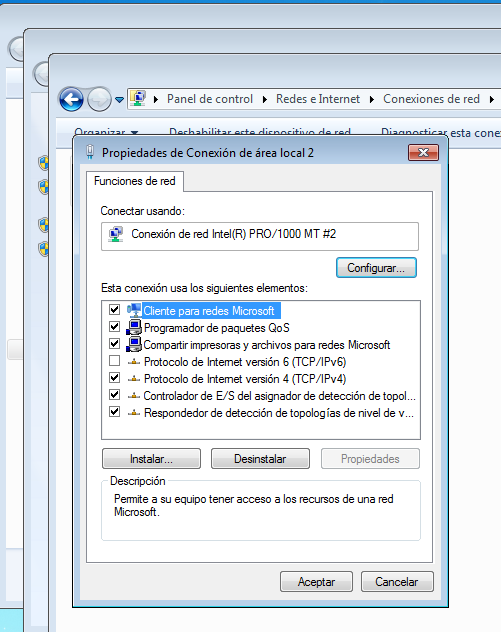 Panel de control
Redes e Internet
Conexiones de red
Organizar
Deshabilitar este dispositivo de red
Diagnosticar esta cone
Propiedades de Conexión de área local 2
Funciones de red
Conectar usando:
Conexión de red Intel(R) PRO/1000 MT #2
Configurar...
Esta conexión usa los siguientes elementos:
Cliente para redes Microsoft
Programador de paquetes QoS
Compartir impresoras y archivos para redes Microsoft
Protocolo de Internet versión 6 (TCP/IPv6)
Protocolo de Internet versión 4 (TCP/IPv4)
Controlador de E/S del asignador de detección de topol...
Respondedor de detección de topologías de nivel de v...
Instalar...
Desinstalar
Propiedades
Descripción
Permite a su equipo tener acceso a los recursos de una red
Microsoft.
Aceptar
Cancelar